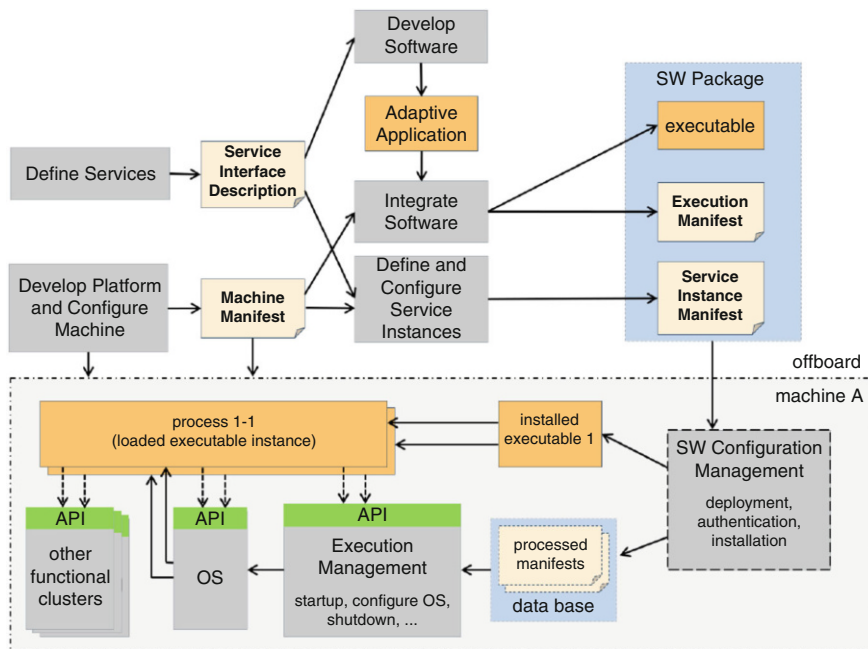 Develop
Software
SW Package
Adaptive
Application
executable
Define Services
Service
Interface
Description
Integrate
Software
Execution
Manifest
Develop Platform
and Configure
Machine
Machine
Manifest
Define and
Configure
Service
Instances
Service
Instance
Manifest
offboard
machine A
process 1-1
(loaded executable instance)
installed
executable 1
SW Configuration
Management
deployment,
authentication,
installation
API
other
functional
clusters
API
OS
API
Execution
Management
startup, configure OS,
shutdown, ...
processed
manifests
data base